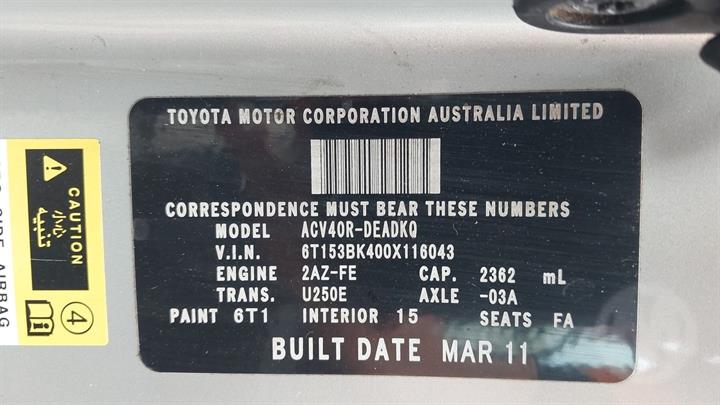 TOYOTA MOTOR CORPORATION AUSTRALIA LIMITED
CORRESPONDENCE MUST BEAR THESE NUMBERS
MODEL ACV40R-DEADKQ
V.I.N. 6T153BK400X116043
ENGINE 2AZ-FE CAP. 2362 mL
TRANS. U250E AXLE -03A
PAINT 6T1 INTERIOR 15 SEATS FA
BUILT DATE MAR 11
CAUTION
تنبيه
SIDE AIRBAG
4